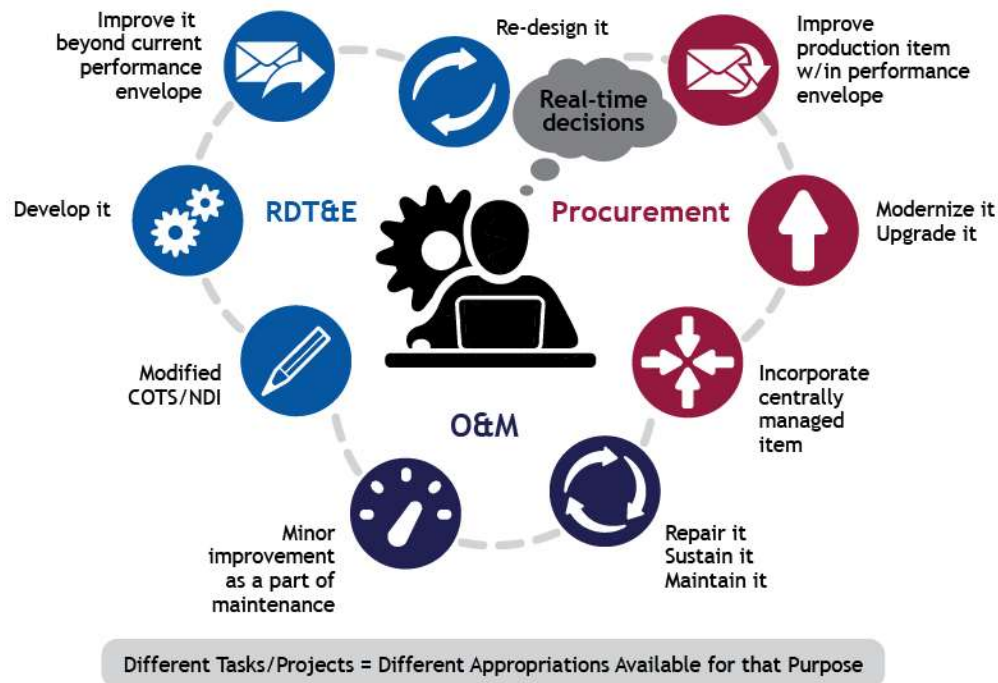 Improve it
beyond current
performance
envelope
Re-design it
Improve
production item
w/in performance
envelope
Real-time
decisions
Develop it
RDT&E
Procurement
Modernize it
Upgrade it
Modified
COTS/NDI
Incorporate
centrally
managed
item
O&M
Minor
improvement
as a part of
maintenance
Repair it
Sustain it
Maintain it
Different Tasks/Projects = Different Appropriations Available for that Purpose